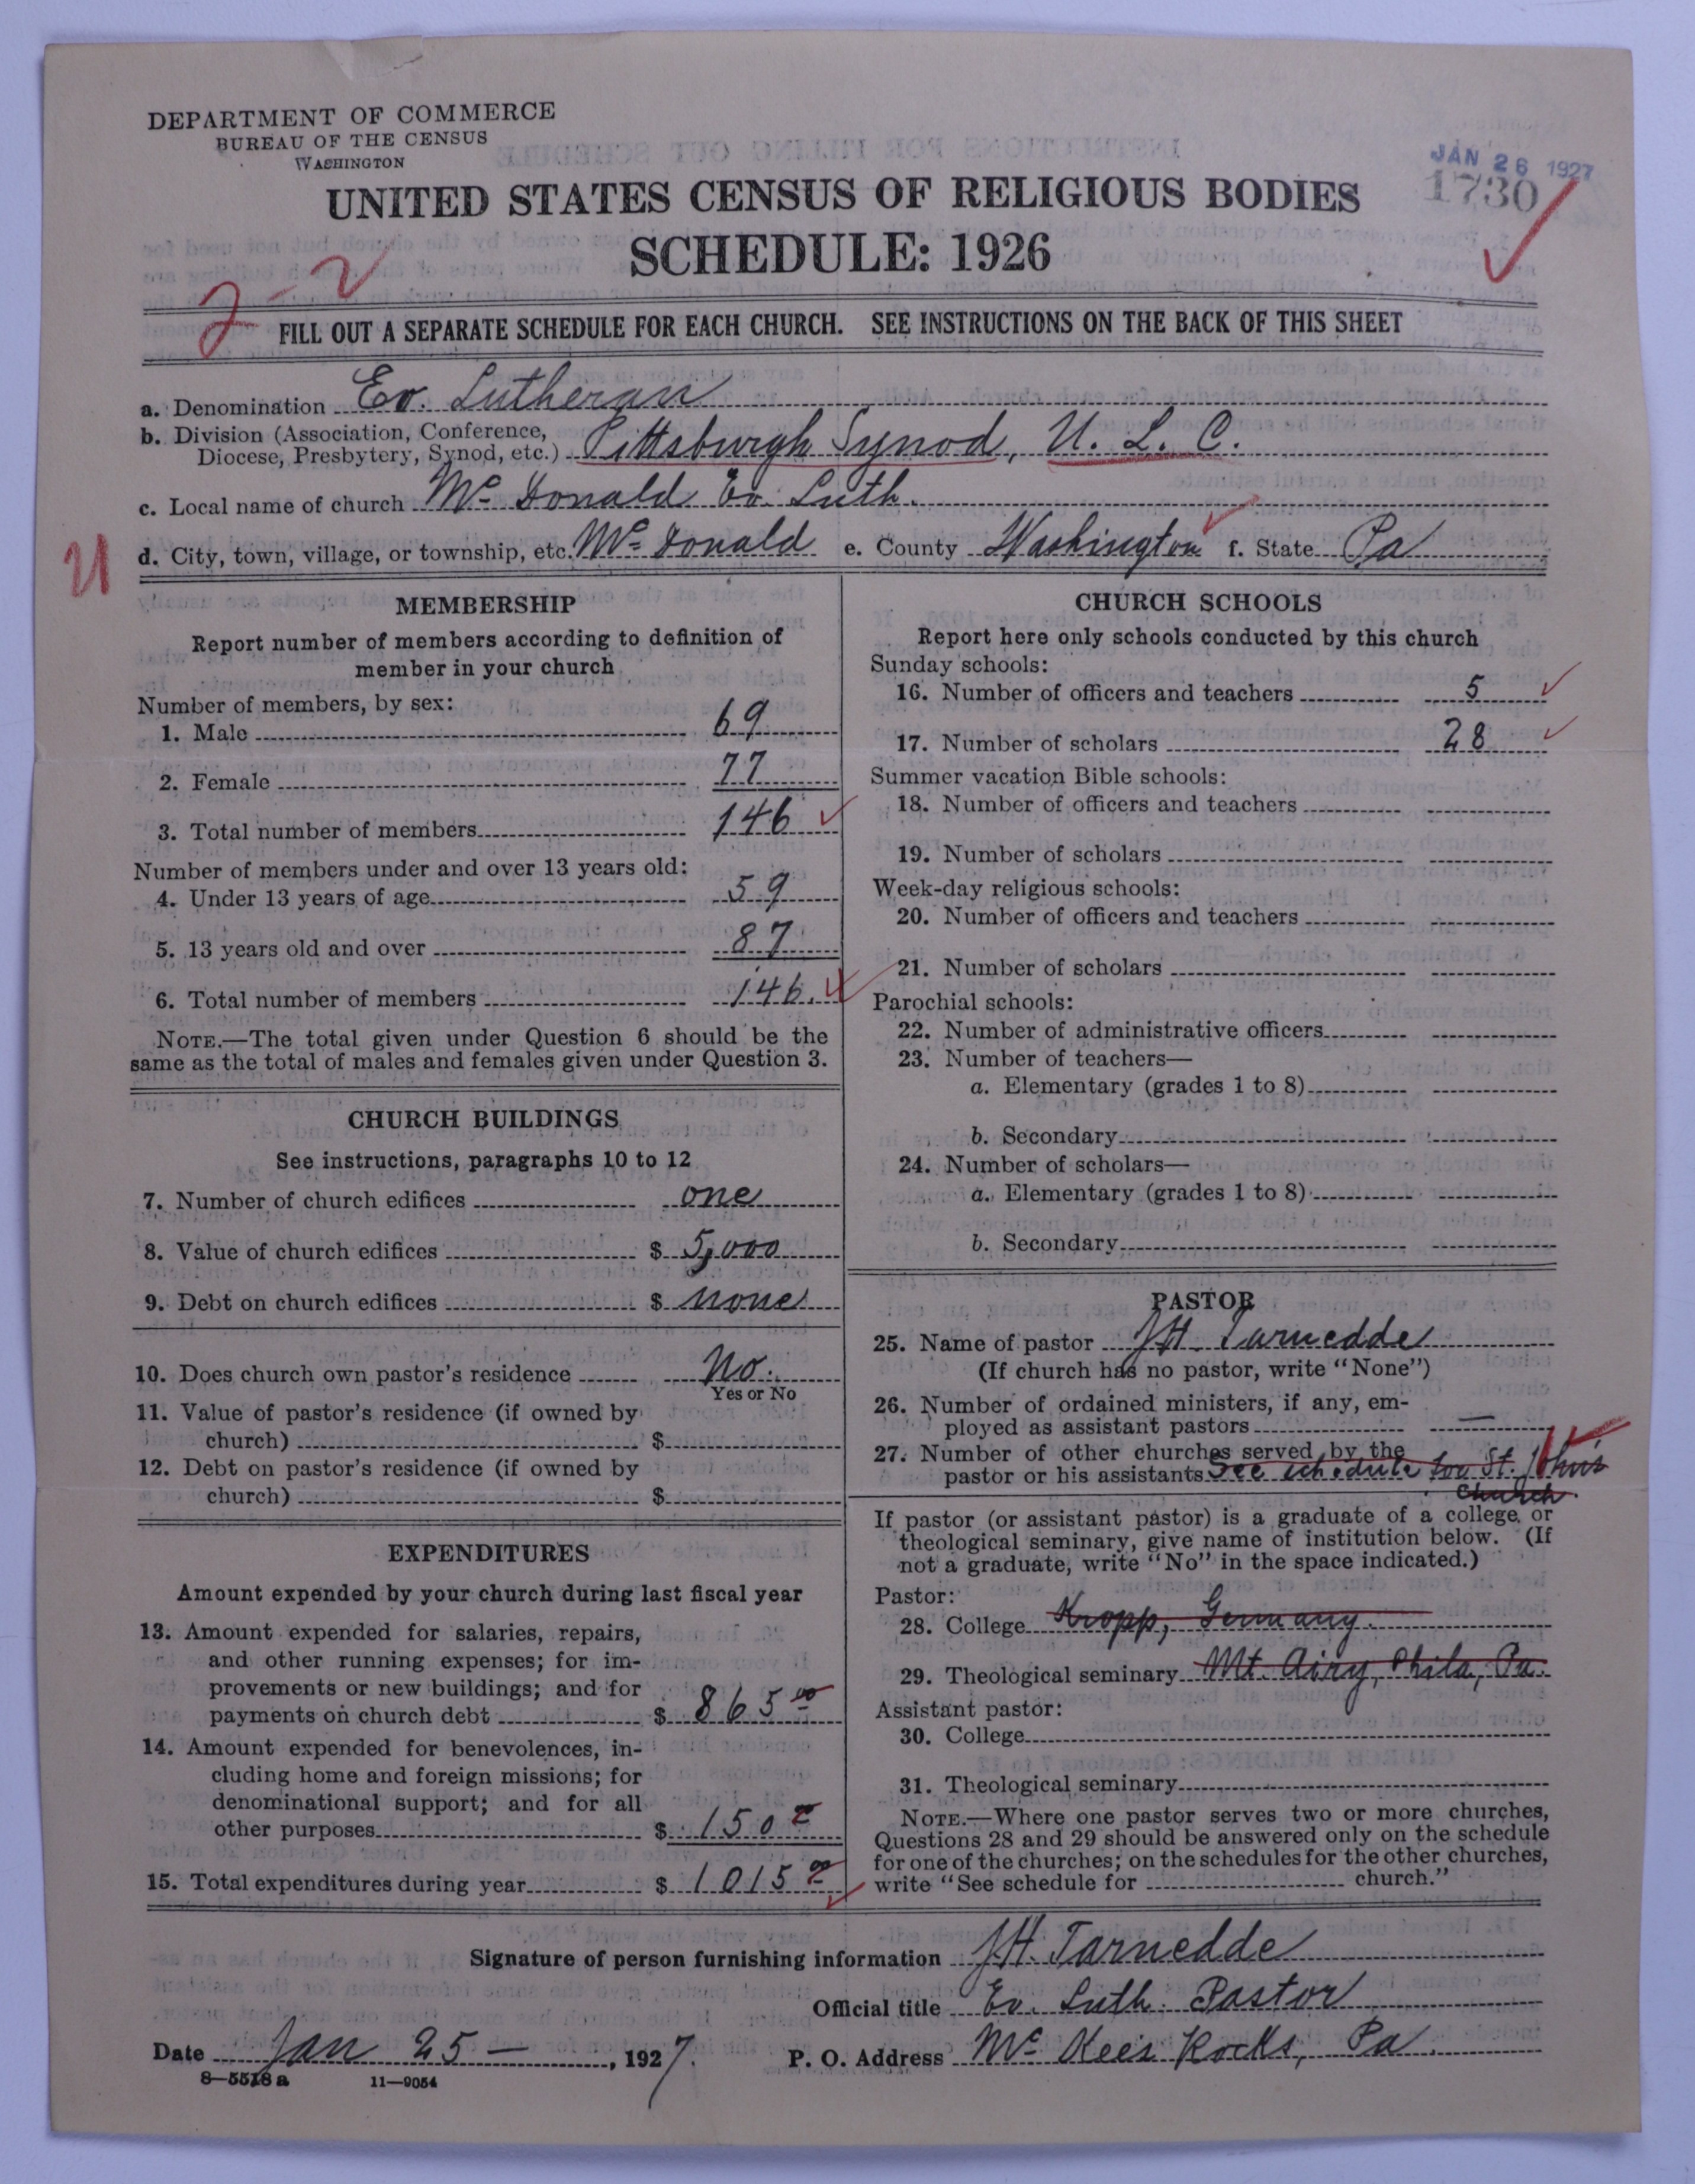 DEPARTMENT OF COMMERCE
BUREAU OF THE CENSUS
WASHINGTON
JAN 26 1927
1730
UNITED STATES CENSUS OF RELIGIOUS BODIES
SCHEDULE: 1926
2-2
FILL OUT A SEPARATE SCHEDULE FOR EACH CHURCH. SEE INSTRUCTIONS ON THE BACK OF THIS SHEET
a. Denomination Ev. Lutheran
b. Division (Association, Conference, Diocese, Presbytery, Synod, etc.) Pittsburgh Synod, U. L. C.
c. Local name of church Mc Donald Ev. Luth.
U
d. City, town, village, or township, etc. Mc Donald e. County Washington f. State Pa
MEMBERSHIP
Report number of members according to definition of
member in your church
Number of members, by sex:
1. Male 69
2. Female 77
3. Total number of members 146
Number of members under and over 13 years old:
4. Under 13 years of age 59
5. 13 years old and over 87
6. Total number of members 146.
NOTE.—The total given under Question 6 should be the
same as the total of males and females given under Question 3.
CHURCH BUILDINGS
See instructions, paragraphs 10 to 12
7. Number of church edifices one
8. Value of church edifices $ 5,000
9. Debt on church edifices $ none
10. Does church own pastor's residence No.
Yes or No
11. Value of pastor's residence (if owned by
church) $
12. Debt on pastor's residence (if owned by
church) $
EXPENDITURES
Amount expended by your church during last fiscal year
13. Amount expended for salaries, repairs,
and other running expenses; for im-
provements or new buildings; and for
payments on church debt $ 865 00
14. Amount expended for benevolences, in-
cluding home and foreign missions; for
denominational support; and for all
other purposes $ 150 00
15. Total expenditures during year $ 1015 00
CHURCH SCHOOLS
Report here only schools conducted by this church
Sunday schools:
16. Number of officers and teachers 5
17. Number of scholars 28
Summer vacation Bible schools:
18. Number of officers and teachers
19. Number of scholars
Week-day religious schools:
20. Number of officers and teachers
21. Number of scholars
Parochial schools:
22. Number of administrative officers
23. Number of teachers—
a. Elementary (grades 1 to 8)
b. Secondary
24. Number of scholars—
a. Elementary (grades 1 to 8)
b. Secondary
PASTOR
25. Name of pastor J.H. Tarnedde
(If church has no pastor, write "None")
26. Number of ordained ministers, if any, em-
ployed as assistant pastors —
27. Number of other churches served by the
pastor or his assistants See schedule for St. John's
Church.
If pastor (or assistant pastor) is a graduate of a college or
theological seminary, give name of institution below. (If
not a graduate, write "No" in the space indicated.)
Pastor:
28. College Kropp, Germany.
29. Theological seminary Mt. Airy, Phila, Pa.
Assistant pastor:
30. College
31. Theological seminary
NOTE.—Where one pastor serves two or more churches,
Questions 28 and 29 should be answered only on the schedule
for one of the churches; on the schedules for the other churches,
write "See schedule for church."
Signature of person furnishing information J.H. Tarnedde
Official title Ev. Luth. Pastor
Date Jan 25 — , 1927. P. O. Address Mc Kees Rocks, Pa.
8—5518 a 11—9054